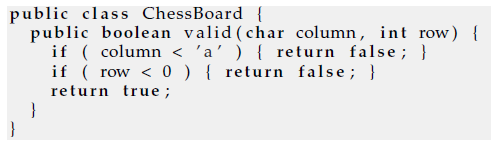 public class ChessBoard {
  public boolean valid(char column, int row) {
    if ( column < 'a' ) { return false; }
    if ( row < 0 ) { return false; }
    return true;
  }
}